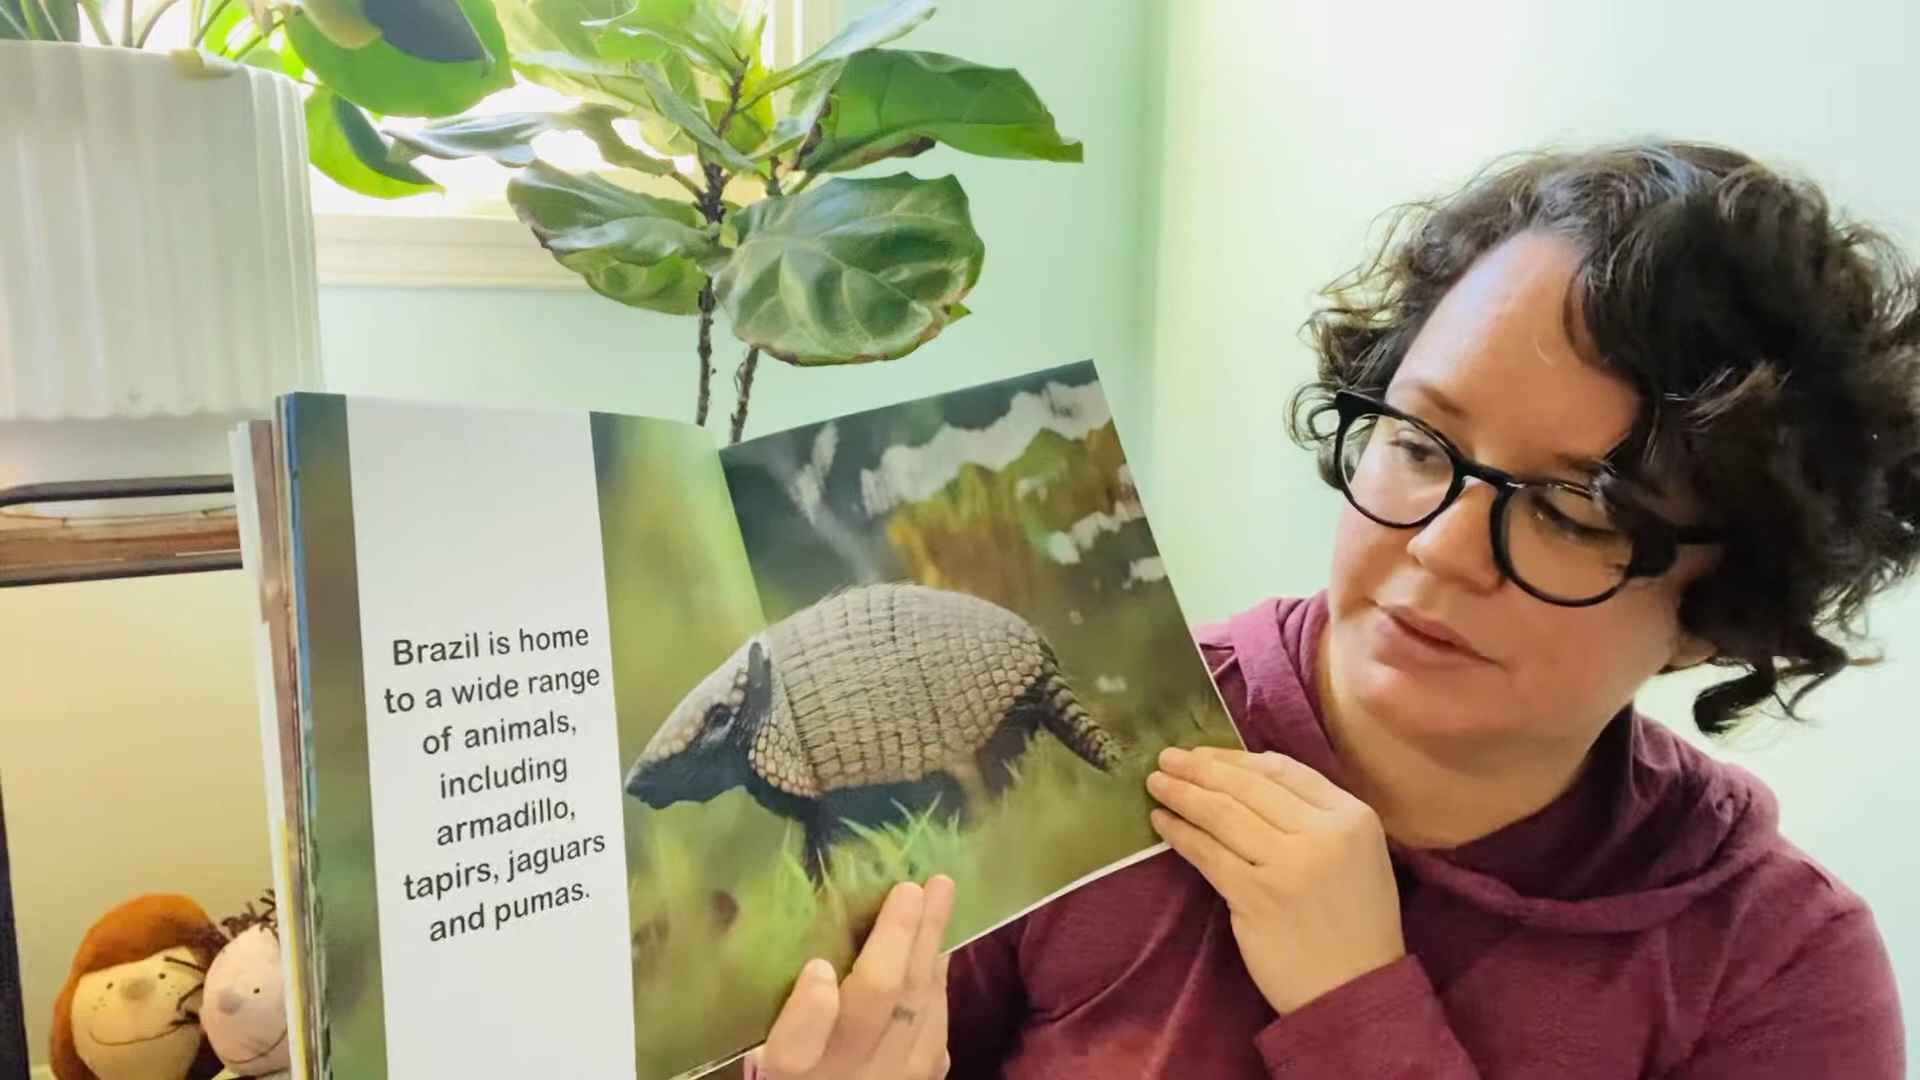 Brazil is home
to a wide range
of animals,
including
armadillo,
tapirs, jaguars
and pumas.